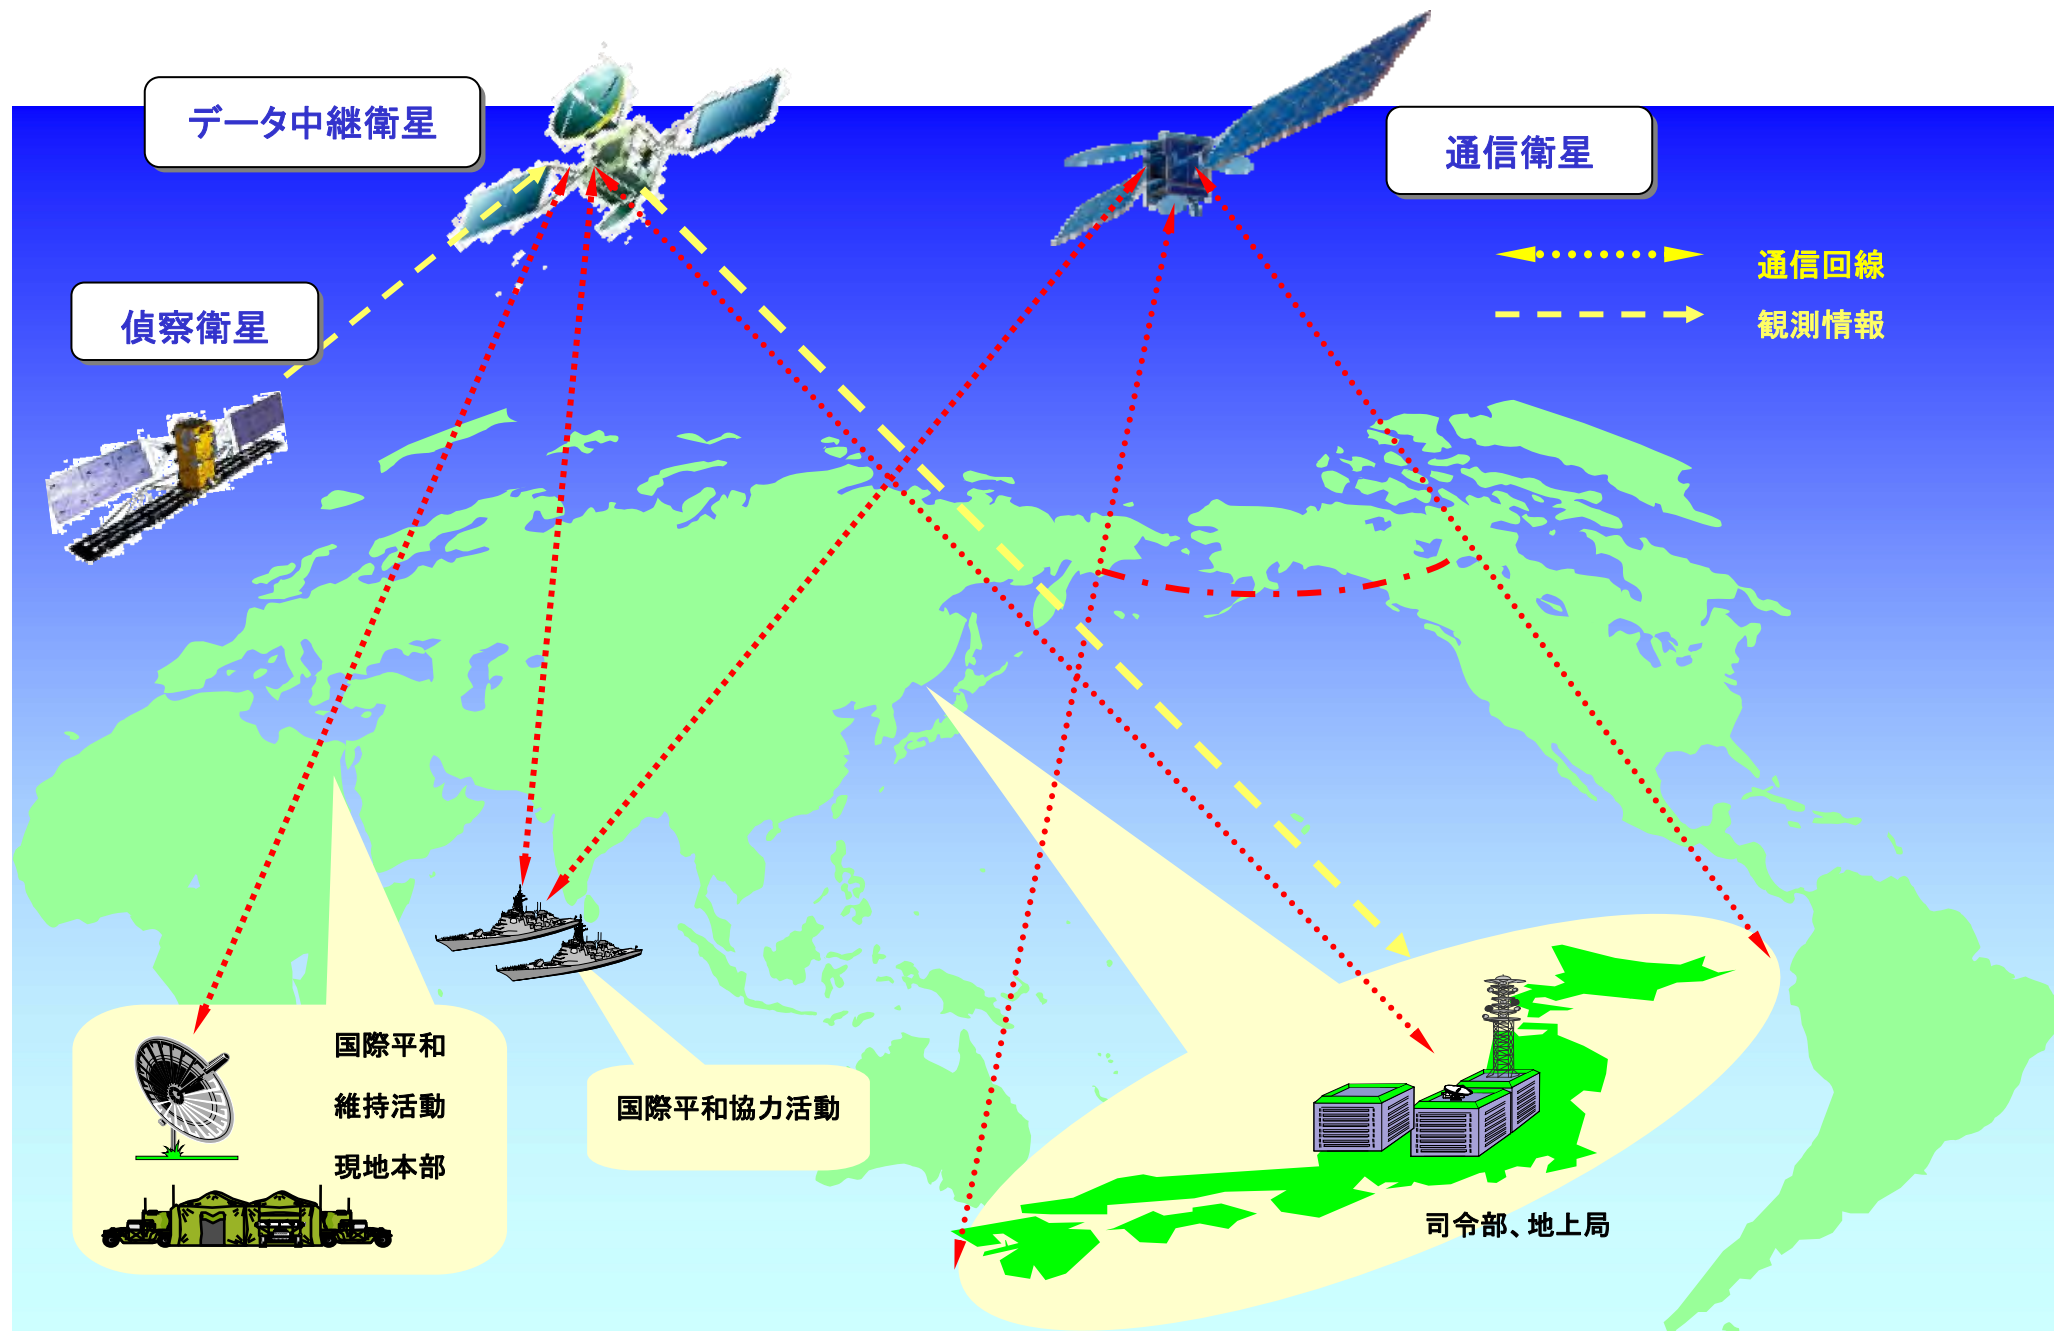 データ中継衛星
通信衛星
通信回線
偵察衛星
観測情報
国際平和
維持活動
現地本部
国際平和協力活動
司令部、地上局